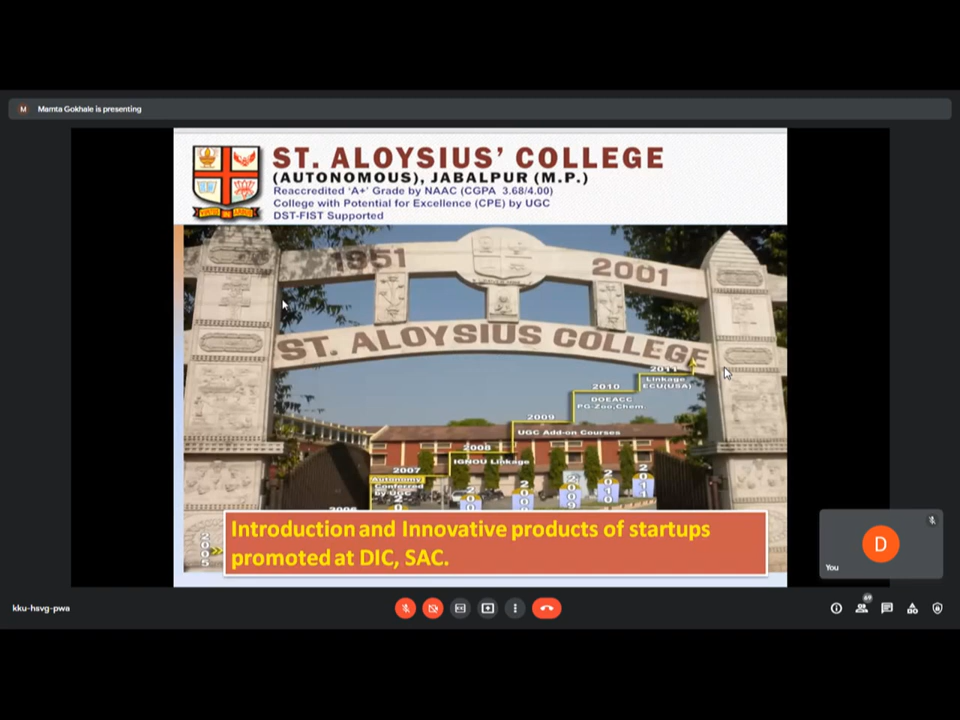 M Mamta Gokhale is presenting
ST. ALOYSIUS' COLLEGE
(AUTONOMOUS), JABALPUR (M.P.)
Reaccredited 'A+' Grade by NAAC (CGPA 3.68/4.00)
College with Potential for Excellence (CPE) by UGC
DST-FIST Supported
1951
2001
ST. ALOYSIUS COLLEGE
2011
Linkage
ECU(USA)
2010
DOEACC
PG-Zoo,Chem
2009
UGC Add-on Courses
2008
IGNOU Linkage
2007
Autonomy
Conferred
by UGC
2006
2005
Introduction and Innovative products of startups
promoted at DIC, SAC.
D
You
kku-hsvg-pwa